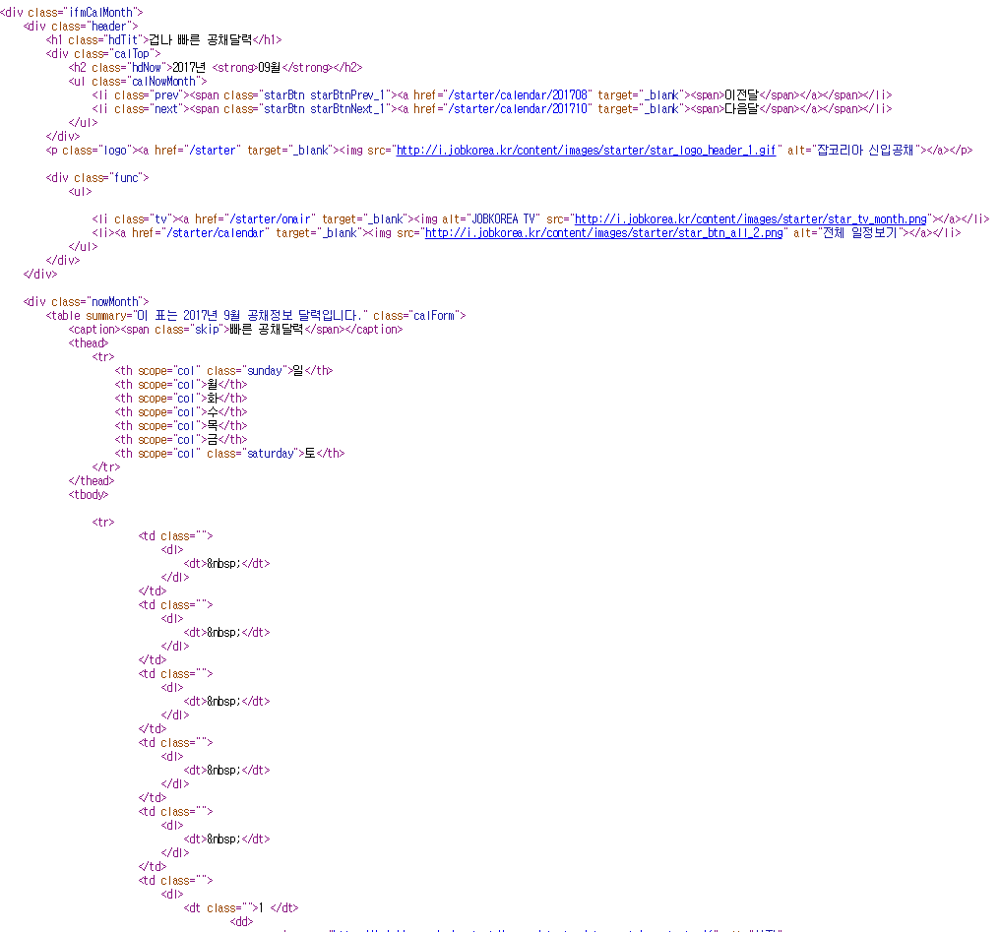 <div class="ifmCalMonth">
<div class="header">
<h1 class="hdTit">겁나 빠른 공채달력</h1>
<div class="calTop">
<h2 class="hdNow">2017년 <strong>09월</strong></h2>
<ul class="calNowMonth">
<li class="prev"><span class="starBtn starBtnPrev_1"><a href="/starter/calendar/201708" target="_blank"><span>이전달</span></a></span></li>
<li class="next"><span class="starBtn starBtnNext_1"><a href="/starter/calendar/201710" target="_blank"><span>다음달</span></a></span></li>
</ul>
</div>
<p class="logo"><a href="/starter" target="_blank"><img src="http://i.jobkorea.kr/content/images/starter/star_logo_header_1.gif" alt="잡코리아 신입공채"></a></p>
<div class="func">
<ul>
<li class="tv"><a href="/starter/onair" target="_blank"><img alt="JOBKOREA TV" src="http://i.jobkorea.kr/content/images/starter/star_tv_month.png"></a></li>
<li><a href="/starter/calendar" target="_blank"><img src="http://i.jobkorea.kr/content/images/starter/star_btn_all_2.png" alt="전체 일정보기"></a></li>
</ul>
</div>
</div>
<div class="nowMonth">
<table summary="이 표는 2017년 9월 공채정보 달력입니다." class="calForm">
<caption><span class="skip">빠른 공채달력</span></caption>
<thead>
<tr>
<th scope="col" class="sunday">일</th>
<th scope="col">월</th>
<th scope="col">화</th>
<th scope="col">수</th>
<th scope="col">목</th>
<th scope="col">금</th>
<th scope="col" class="saturday">토</th>
</tr>
</thead>
<tbody>
<tr>
<td class="">
<dl>
<dt>&nbsp;</dt>
</dl>
</td>
<td class="">
<dl>
<dt>&nbsp;</dt>
</dl>
</td>
<td class="">
<dl>
<dt>&nbsp;</dt>
</dl>
</td>
<td class="">
<dl>
<dt>&nbsp;</dt>
</dl>
</td>
<td class="">
<dl>
<dt>&nbsp;</dt>
</dl>
</td>
<td class="">
<dl>
<dt class="">1 </dt>
<dd>